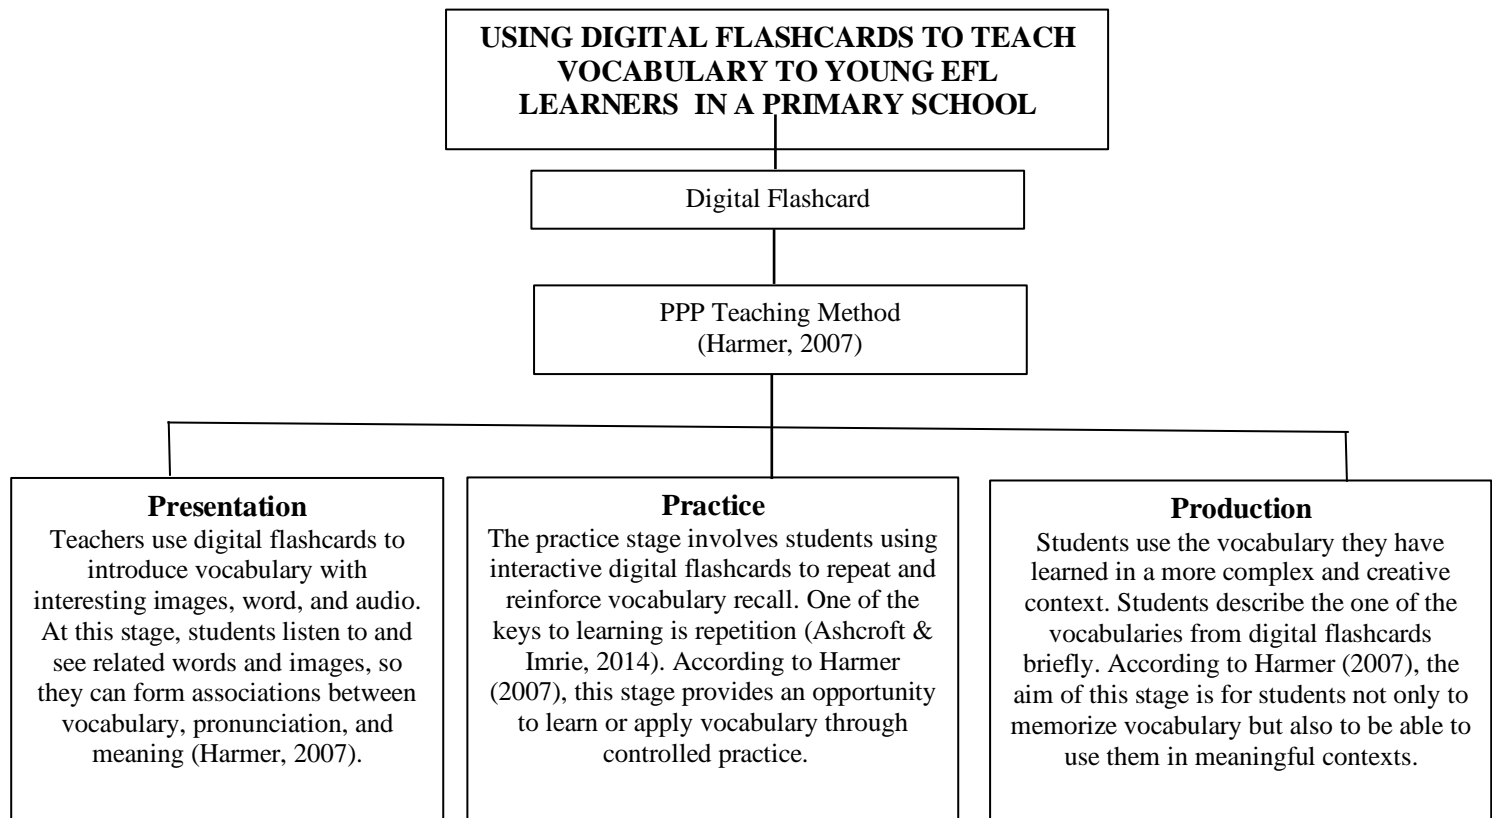 USING DIGITAL FLASHCARDS TO TEACH
VOCABULARY TO YOUNG EFL
LEARNERS IN A PRIMARY SCHOOL
Digital Flashcard
PPP Teaching Method
(Harmer, 2007)
Presentation
Teachers use digital flashcards to
introduce vocabulary with
interesting images, word, and audio.
At this stage, students listen to and
see related words and images, so
they can form associations between
vocabulary, pronunciation, and
meaning (Harmer, 2007).
Practice
The practice stage involves students using
interactive digital flashcards to repeat and
reinforce vocabulary recall. One of the
keys to learning is repetition (Ashcroft &
Imrie, 2014). According to Harmer
(2007), this stage provides an opportunity
to learn or apply vocabulary through
controlled practice.
Production
Students use the vocabulary they have
learned in a more complex and creative
context. Students describe the one of the
vocabularies from digital flashcards
briefly. According to Harmer (2007), the
aim of this stage is for students not only to
memorize vocabulary but also to be able to
use them in meaningful contexts.